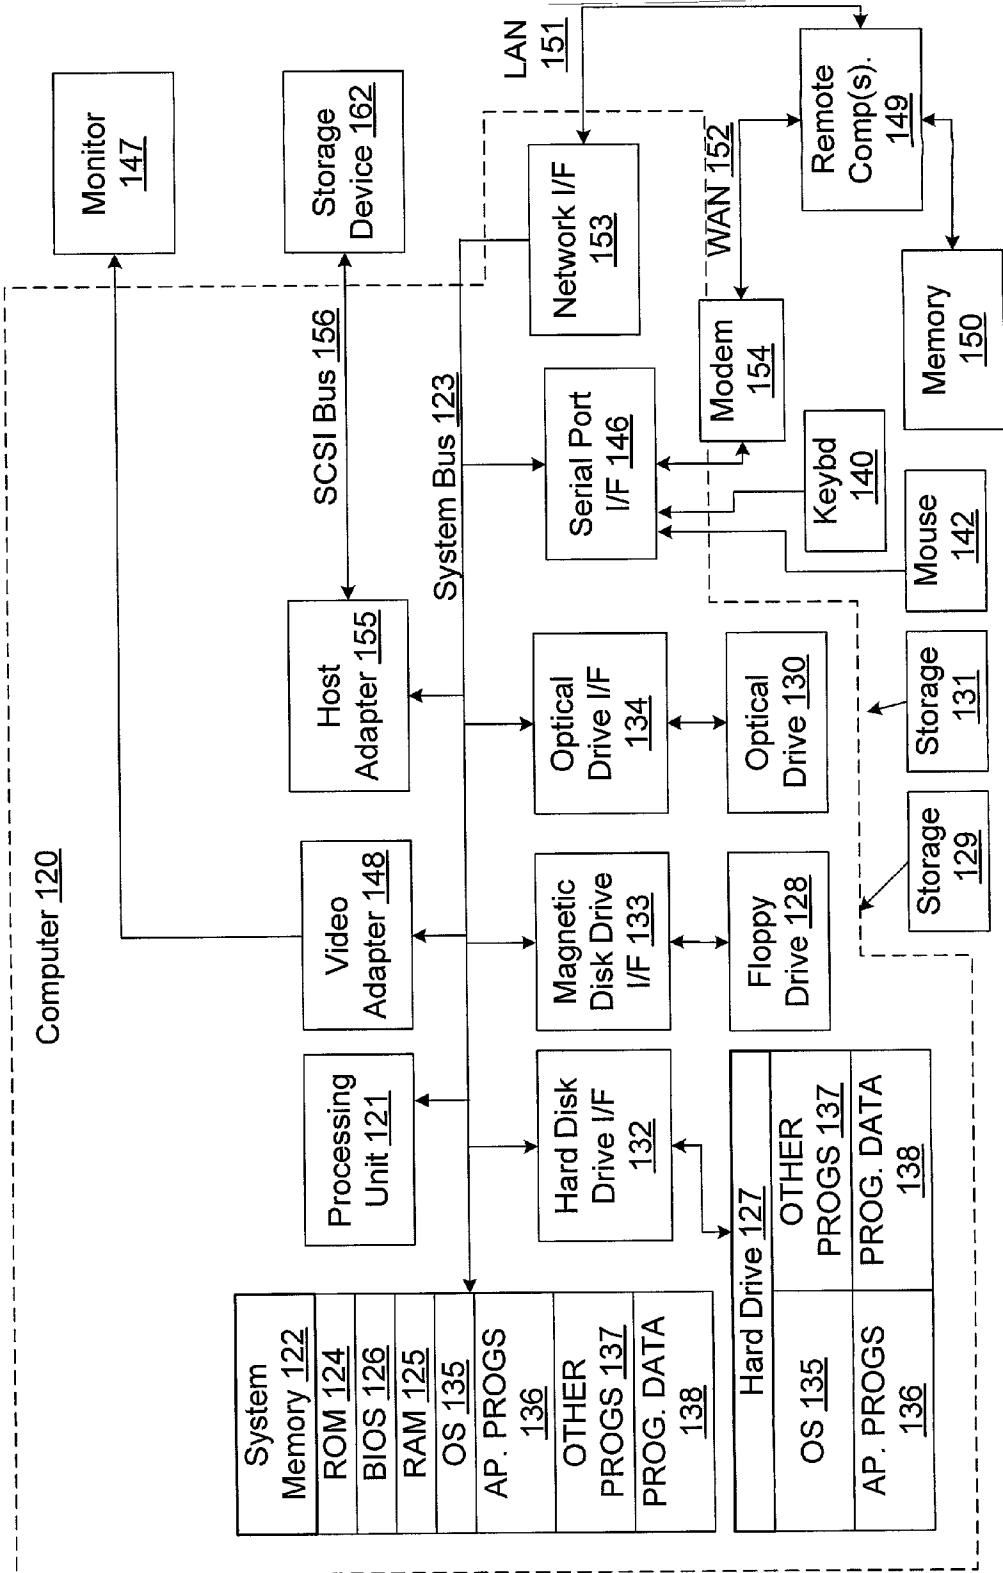 Computer 120
Monitor
147
Storage
Device 162
SCSI Bus 156
Host
Adapter 155
Video
Adapter 148
Processing
Unit 121
System
Memory 122
ROM 124
BIOS 126
RAM 125
OS 135
AP. PROGS
136
OTHER
PROGS 137
PROG. DATA
138
System Bus 123
Hard Disk
Drive I/F
132
Magnetic
Disk Drive
I/F 133
Optical
Drive I/F
134
Serial Port
I/F 146
Network I/F
153
LAN
151
Hard Drive 127
OS 135
OTHER
PROGS 137
AP. PROGS
136
PROG. DATA
138
Floppy
Drive 128
Optical
Drive 130
Modem
154
WAN 152
Remote
Comp(s).
149
Keybd
140
Storage
129
Storage
131
Mouse
142
Memory
150